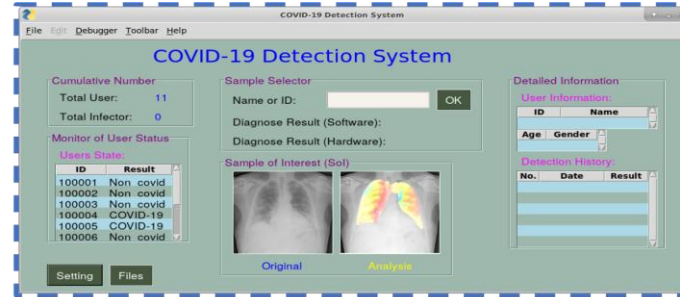 COVID-19 Detection System
File Edit Debugger Toolbar Help
COVID-19 Detection System
Cumulative Number
Total User: 11
Total Infector: 0
Monitor of User Status
Users State:
ID Result
100001 Non covid
100002 Non covid
100003 Non covid
100004 COVID-19
100005 COVID-19
100006 Non covid
Setting Files
Sample Selector
Name or ID: OK
Diagnose Result (Software):
Diagnose Result (Hardware):
Sample of Interest (SoI)
Original Analysis
Detailed Information
User Information:
ID Name
Age Gender
Detection History:
No. Date Result